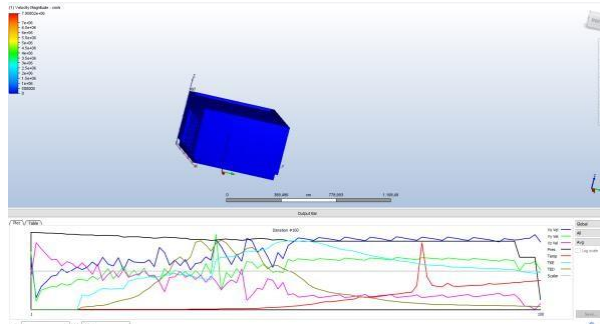 (1) Velocity Magnitude - cm/s
7e+06
6.5e+06
6e+06
5.5e+06
5e+06
4.5e+06
4e+06
3.5e+06
3e+06
2.5e+06
2e+06
1.5e+06
1e+06
500000
0
0 cm
Output Bar
Plot Table
Iteration #100
Vx Vel
Vy Vel
Vz Vel
Pres
Temp
TKE
TED
Scalar
Global
All
Avg
Log scale
1 100